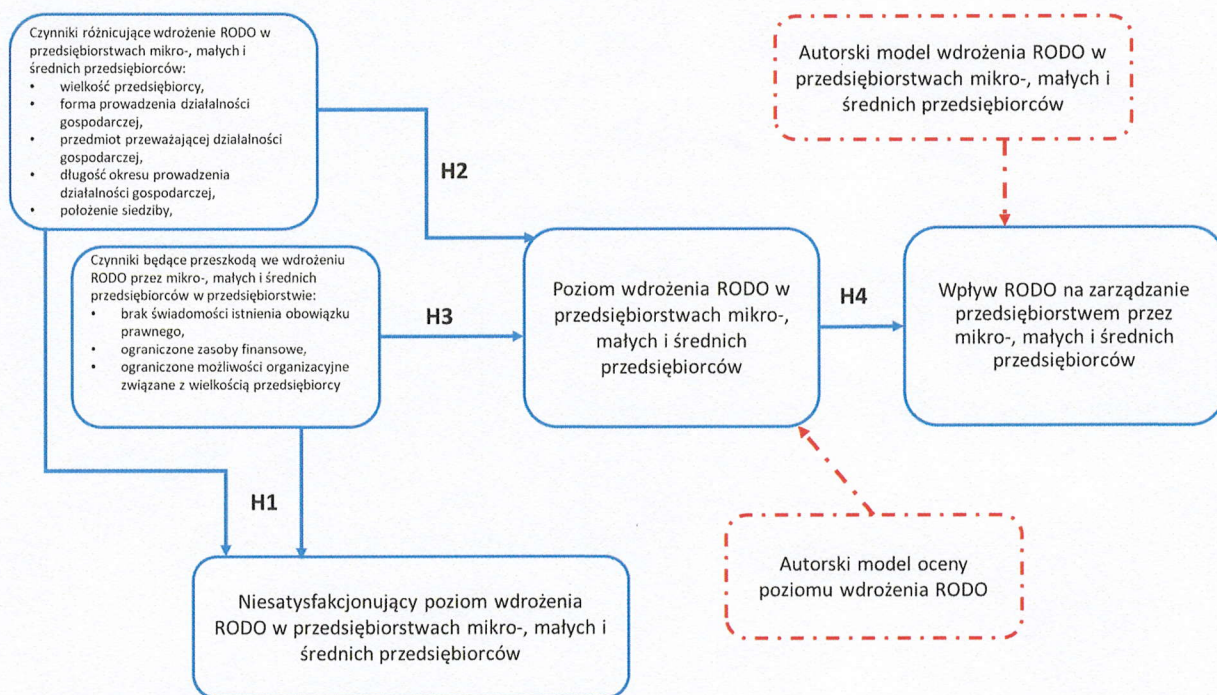 Czynniki różnicujące wdrożenie RODO w
przedsiębiorstwach mikro-, małych i
średnich przedsiębiorców:
• wielkość przedsiębiorcy,
• forma prowadzenia działalności
gospodarczej,
• przedmiot przeważającej działalności
gospodarczej,
• długość okresu prowadzenia
działalności gospodarczej,
• położenie siedziby,
Autorski model wdrożenia RODO w
przedsiębiorstwach mikro-, małych i
średnich przedsiębiorców
H2
Czynniki będące przeszkodą we wdrożeniu
RODO przez mikro-, małych i średnich
przedsiębiorców w przedsiębiorstwie:
• brak świadomości istnienia obowiązku
prawnego,
• ograniczone zasoby finansowe,
• ograniczone możliwości organizacyjne
związane z wielkością przedsiębiorcy
H3
Poziom wdrożenia RODO w
przedsiębiorstwach mikro-,
małych i średnich
przedsiębiorców
H4
Wpływ RODO na zarządzanie
przedsiębiorstwem przez
mikro-, małych i średnich
przedsiębiorców
H1
Niesatysfakcjonujący poziom wdrożenia
RODO w przedsiębiorstwach mikro-, małych i
średnich przedsiębiorców
Autorski model oceny
poziomu wdrożenia RODO